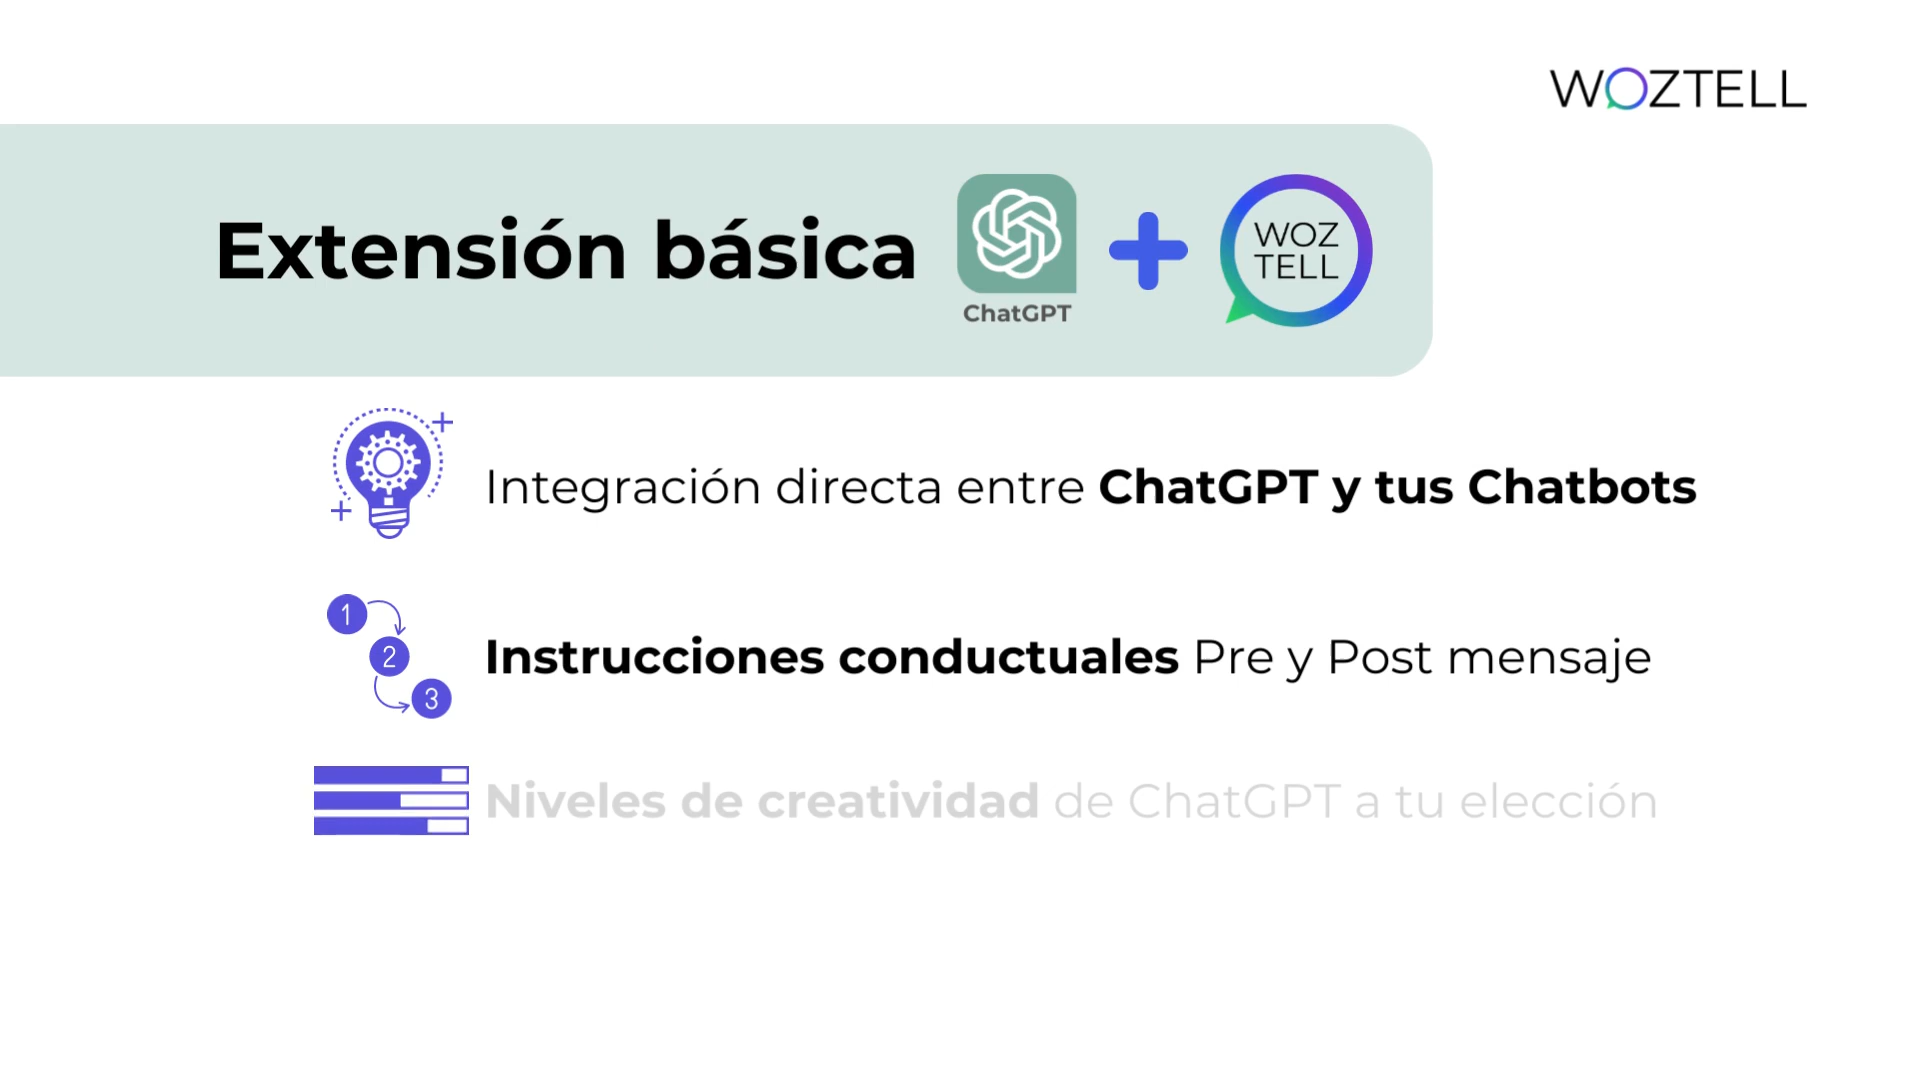 WOZTELL
Extensión básica
ChatGPT
WOZ
TELL
Integración directa entre ChatGPT y tus Chatbots
1
2
3
Instrucciones conductuales Pre y Post mensaje
Niveles de creatividad de ChatGPT a tu elección